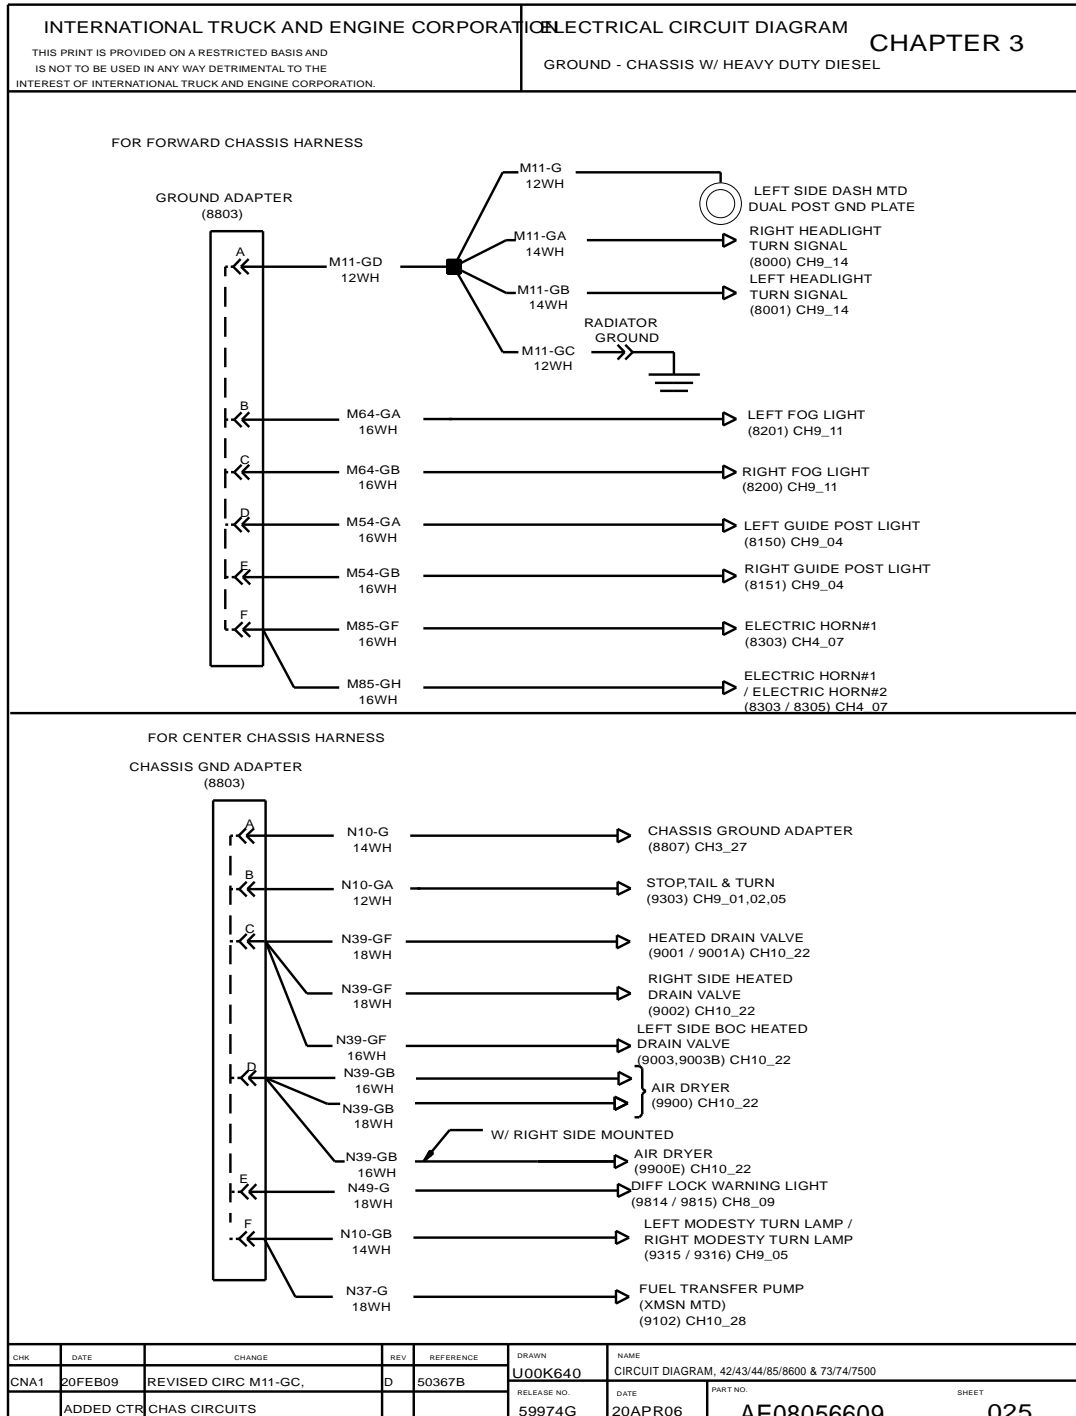 INTERNATIONAL TRUCK AND ENGINE CORPORATION
THIS PRINT IS PROVIDED ON A RESTRICTED BASIS AND
IS NOT TO BE USED IN ANY WAY DETRIMENTAL TO THE
INTEREST OF INTERNATIONAL TRUCK AND ENGINE CORPORATION.
ELECTRICAL CIRCUIT DIAGRAM
GROUND - CHASSIS W/ HEAVY DUTY DIESEL
CHAPTER 3
FOR FORWARD CHASSIS HARNESS
GROUND ADAPTER
(8803)
A
M11-GD
12WH
M11-G
12WH
LEFT SIDE DASH MTD
DUAL POST GND PLATE
M11-GA
14WH
RIGHT HEADLIGHT
TURN SIGNAL
(8000) CH9_14
M11-GB
14WH
LEFT HEADLIGHT
TURN SIGNAL
(8001) CH9_14
M11-GC
12WH
RADIATOR
GROUND
B
M64-GA
16WH
LEFT FOG LIGHT
(8201) CH9_11
C
M64-GB
16WH
RIGHT FOG LIGHT
(8200) CH9_11
D
M54-GA
16WH
LEFT GUIDE POST LIGHT
(8150) CH9_04
E
M54-GB
16WH
RIGHT GUIDE POST LIGHT
(8151) CH9_04
F
M85-GF
16WH
ELECTRIC HORN#1
(8303) CH4_07
M85-GH
16WH
ELECTRIC HORN#1
/ ELECTRIC HORN#2
(8303 / 8305) CH4_07
FOR CENTER CHASSIS HARNESS
CHASSIS GND ADAPTER
(8803)
A
N10-G
14WH
CHASSIS GROUND ADAPTER
(8807) CH3_27
B
N10-GA
12WH
STOP,TAIL & TURN
(9303) CH9_01,02,05
C
N39-GF
18WH
HEATED DRAIN VALVE
(9001 / 9001A) CH10_22
N39-GF
18WH
RIGHT SIDE HEATED
DRAIN VALVE
(9002) CH10_22
N39-GF
16WH
LEFT SIDE BOC HEATED
DRAIN VALVE
(9003,9003B) CH10_22
D
N39-GB
16WH
N39-GB
18WH
AIR DRYER
(9900) CH10_22
W/ RIGHT SIDE MOUNTED
N39-GB
16WH
AIR DRYER
(9900E) CH10_22
E
N49-G
18WH
DIFF LOCK WARNING LIGHT
(9814 / 9815) CH8_09
F
N10-GB
14WH
LEFT MODESTY TURN LAMP /
RIGHT MODESTY TURN LAMP
(9315 / 9316) CH9_05
N37-G
18WH
FUEL TRANSFER PUMP
(XMSN MTD)
(9102) CH10_28
CHK DATE CHANGE REV REFERENCE
CNA1 20FEB09 REVISED CIRC M11-GC, D 50367B
ADDED CTR CHAS CIRCUITS
DRAWN
U00K640
NAME
CIRCUIT DIAGRAM, 42/43/44/85/8600 & 73/74/7500
RELEASE NO.
59974G
DATE
20APR06
PART NO.
AE08056609
SHEET
025